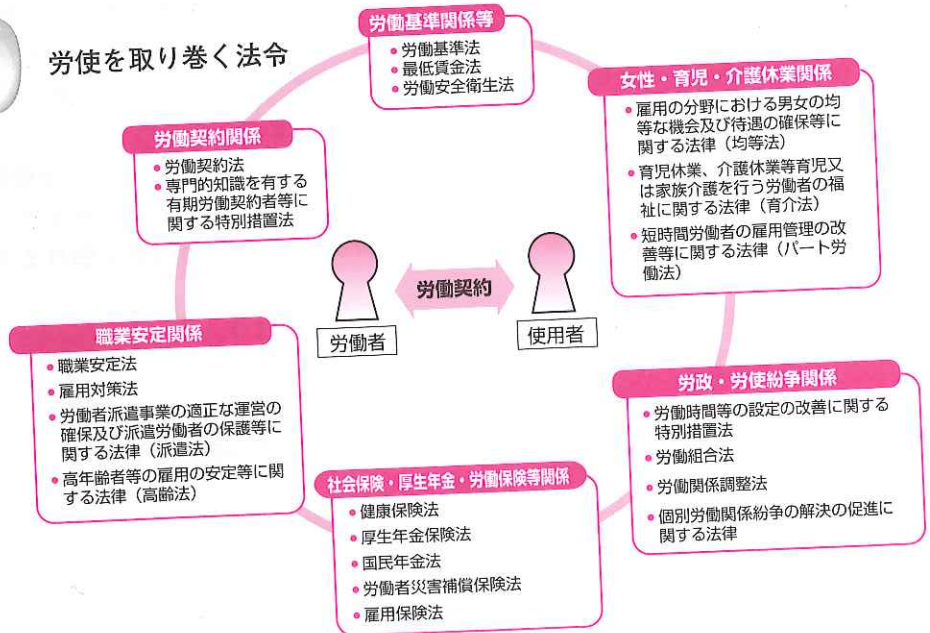 労使を取り巻く法令
労働基準関係等
• 労働基準法
• 最低賃金法
• 労働安全衛生法
女性・育児・介護休業関係
• 雇用の分野における男女の均
等な機会及び待遇の確保等に
関する法律（均等法）
• 育児休業、介護休業等育児又
は家族介護を行う労働者の福
祉に関する法律（育介法）
• 短時間労働者の雇用管理の改
善等に関する法律（パート労
働法）
労働契約関係
• 労働契約法
• 専門的知識を有する
有期労働契約者等に
関する特別措置法
労働契約
労働者
使用者
職業安定関係
• 職業安定法
• 雇用対策法
• 労働者派遣事業の適正な運営の
確保及び派遣労働者の保護等に
関する法律（派遣法）
• 高年齢者等の雇用の安定等に関
する法律（高齢法）
労政・労使紛争関係
• 労働時間等の設定の改善に関する
特別措置法
• 労働組合法
• 労働関係調整法
• 個別労働関係紛争の解決の促進に
関する法律
社会保険・厚生年金・労働保険等関係
• 健康保険法
• 厚生年金保険法
• 国民年金法
• 労働者災害補償保険法
• 雇用保険法